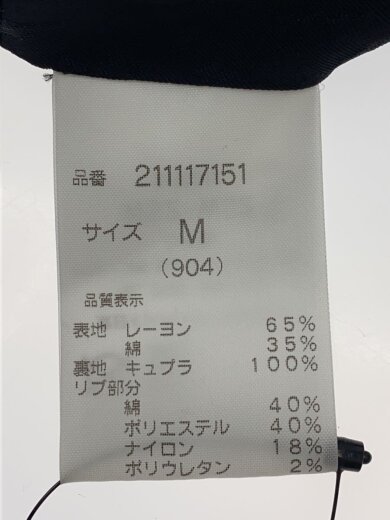 品番 211117151
サイズ M
(904)
品質表示
表地 レーヨン 65%
綿 35%
裏地 キュプラ 100%
リブ部分
綿 40%
ポリエステル 40%
ナイロン 18%
ポリウレタン 2%